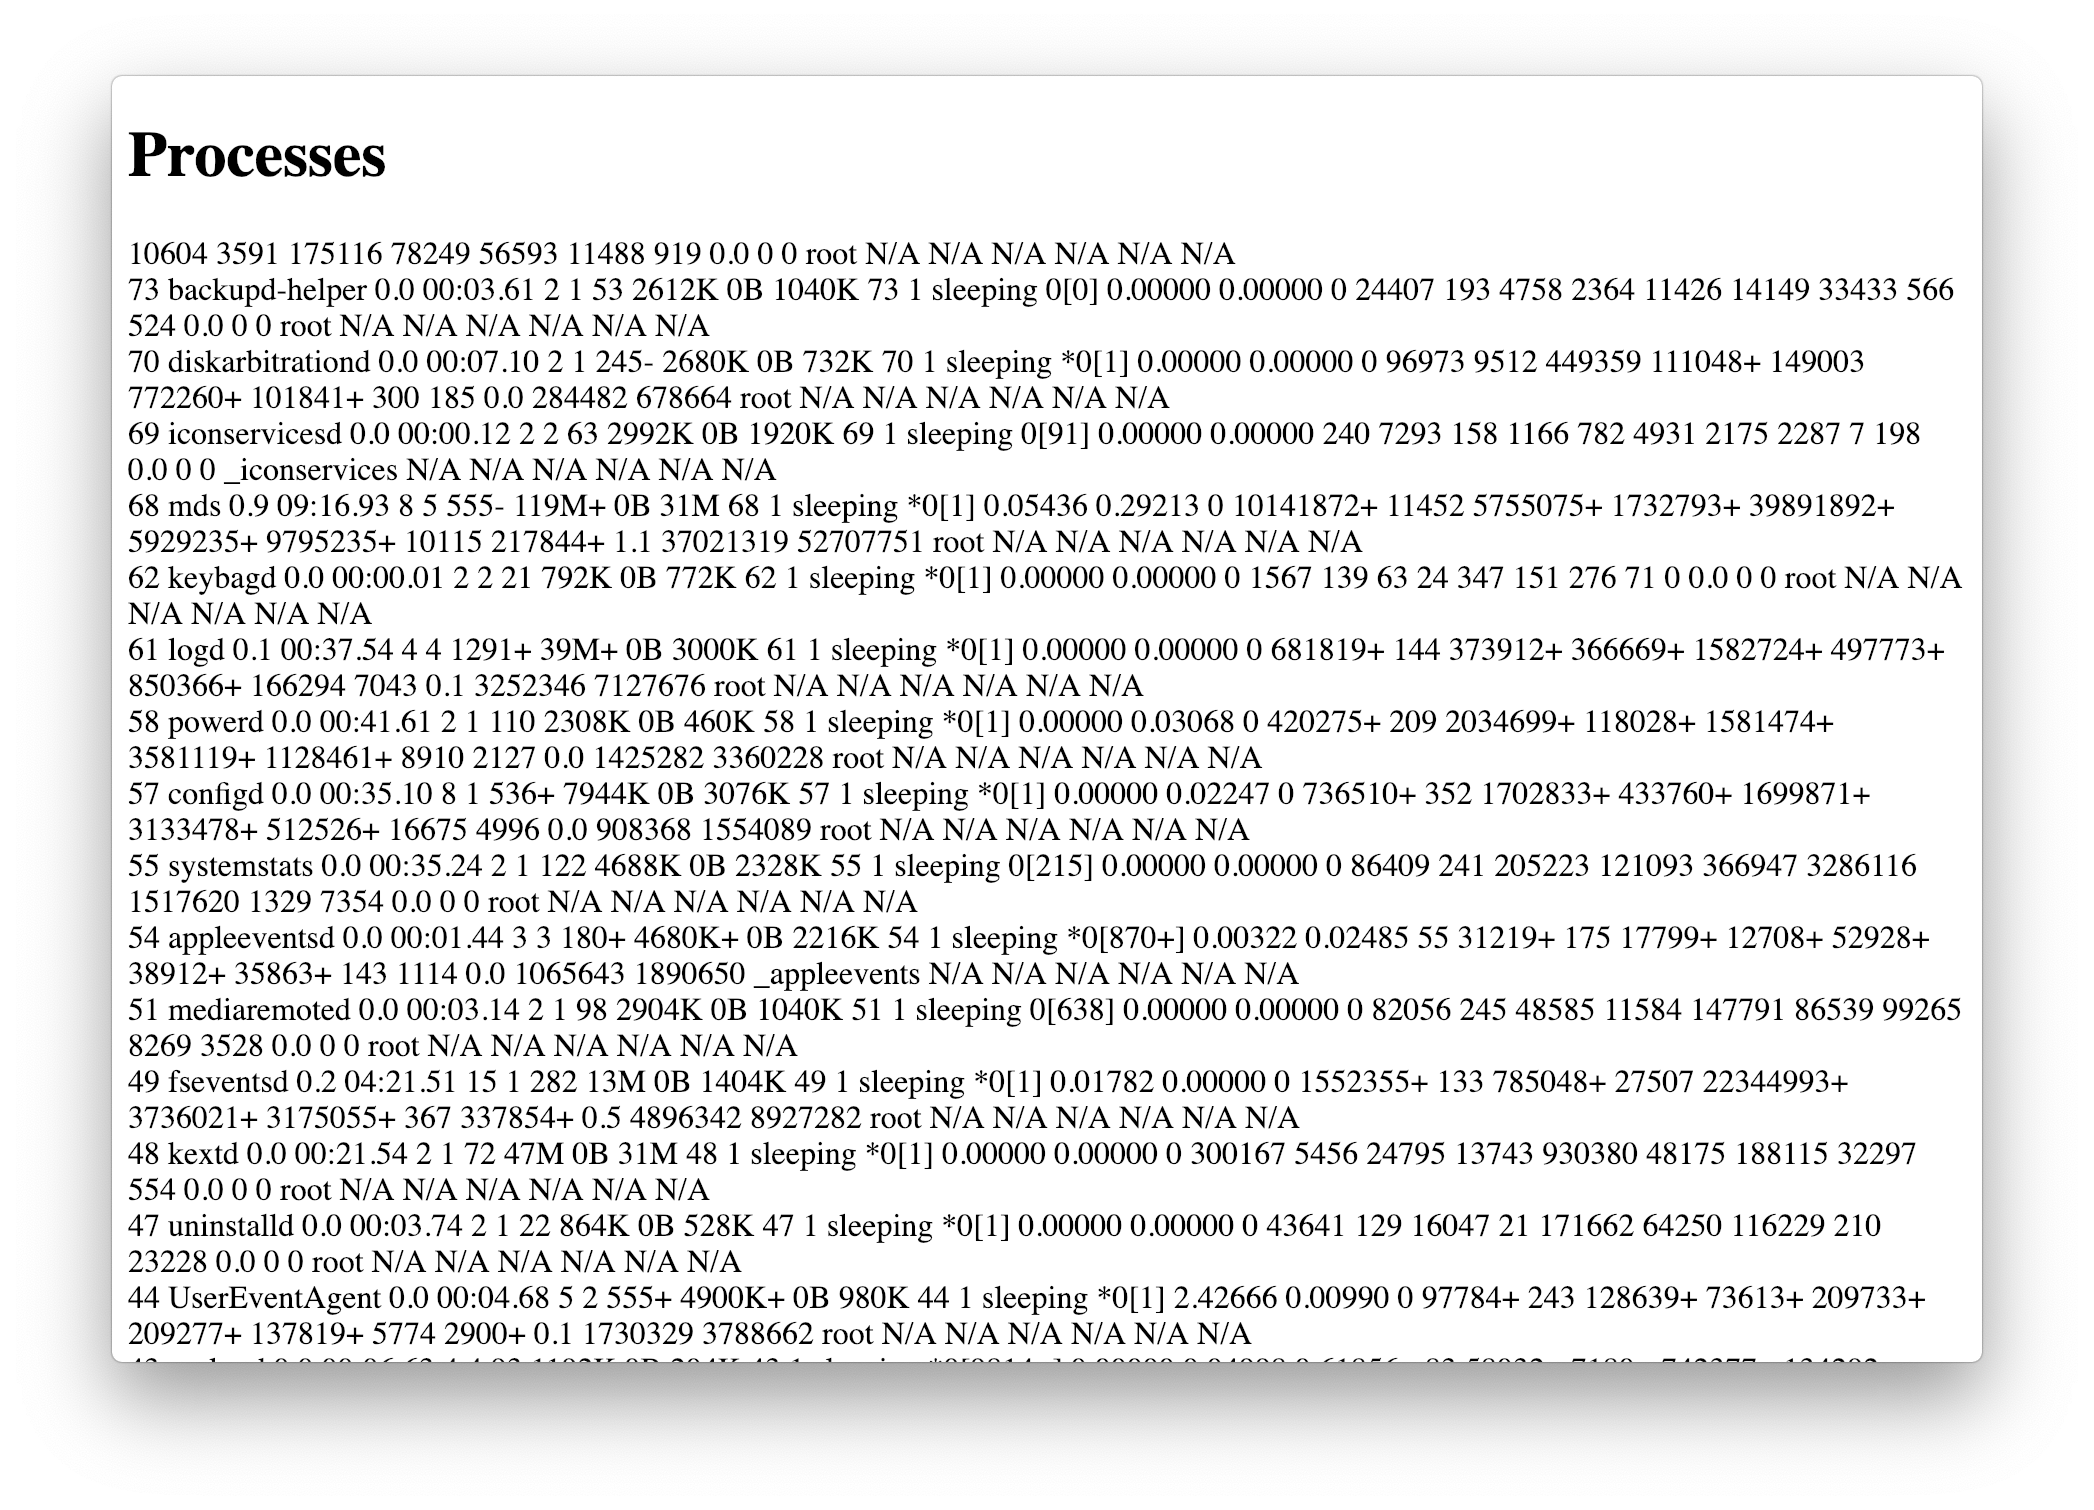 Processes
10604 3591 175116 78249 56593 11488 919 0.0 0 0 root N/A N/A N/A N/A N/A N/A
73 backupd-helper 0.0 00:03.61 2 1 53 2612K 0B 1040K 73 1 sleeping 0[0] 0.00000 0.00000 0 24407 193 4758 2364 11426 14149 33433 566
524 0.0 0 0 root N/A N/A N/A N/A N/A N/A
70 diskarbitrationd 0.0 00:07.10 2 1 245- 2680K 0B 732K 70 1 sleeping *0[1] 0.00000 0.00000 0 96973 9512 449359 111048+ 149003
772260+ 101841+ 300 185 0.0 284482 678664 root N/A N/A N/A N/A N/A N/A
69 iconservicesd 0.0 00:00.12 2 2 63 2992K 0B 1920K 69 1 sleeping 0[91] 0.00000 0.00000 240 7293 158 1166 782 4931 2175 2287 7 198
0.0 0 0 _iconservices N/A N/A N/A N/A N/A N/A
68 mds 0.9 09:16.93 8 5 555- 119M+ 0B 31M 68 1 sleeping *0[1] 0.05436 0.29213 0 10141872+ 11452 5755075+ 1732793+ 39891892+
5929235+ 9795235+ 10115 217844+ 1.1 37021319 52707751 root N/A N/A N/A N/A N/A N/A
62 keybagd 0.0 00:00.01 2 2 21 792K 0B 772K 62 1 sleeping *0[1] 0.00000 0.00000 0 1567 139 63 24 347 151 276 71 0 0.0 0 0 root N/A N/A
N/A N/A N/A N/A
61 logd 0.1 00:37.54 4 4 1291+ 39M+ 0B 3000K 61 1 sleeping *0[1] 0.00000 0.00000 0 681819+ 144 373912+ 366669+ 1582724+ 497773+
850366+ 166294 7043 0.1 3252346 7127676 root N/A N/A N/A N/A N/A N/A
58 powerd 0.0 00:41.61 2 1 110 2308K 0B 460K 58 1 sleeping *0[1] 0.00000 0.03068 0 420275+ 209 2034699+ 118028+ 1581474+
3581119+ 1128461+ 8910 2127 0.0 1425282 3360228 root N/A N/A N/A N/A N/A N/A
57 configd 0.0 00:35.10 8 1 536+ 7944K 0B 3076K 57 1 sleeping *0[1] 0.00000 0.02247 0 736510+ 352 1702833+ 433760+ 1699871+
3133478+ 512526+ 16675 4996 0.0 908368 1554089 root N/A N/A N/A N/A N/A N/A
55 systemstats 0.0 00:35.24 2 1 122 4688K 0B 2328K 55 1 sleeping 0[215] 0.00000 0.00000 0 86409 241 205223 121093 366947 3286116
1517620 1329 7354 0.0 0 0 root N/A N/A N/A N/A N/A N/A
54 appleeventsd 0.0 00:01.44 3 3 180+ 4680K+ 0B 2216K 54 1 sleeping *0[870+] 0.00322 0.02485 55 31219+ 175 17799+ 12708+ 52928+
38912+ 35863+ 143 1114 0.0 1065643 1890650 _appleevents N/A N/A N/A N/A N/A N/A
51 mediaremoted 0.0 00:03.14 2 1 98 2904K 0B 1040K 51 1 sleeping 0[638] 0.00000 0.00000 0 82056 245 48585 11584 147791 86539 99265
8269 3528 0.0 0 0 root N/A N/A N/A N/A N/A N/A
49 fseventsd 0.2 04:21.51 15 1 282 13M 0B 1404K 49 1 sleeping *0[1] 0.01782 0.00000 0 1552355+ 133 785048+ 27507 22344993+
3736021+ 3175055+ 367 337854+ 0.5 4896342 8927282 root N/A N/A N/A N/A N/A N/A
48 kextd 0.0 00:21.54 2 1 72 47M 0B 31M 48 1 sleeping *0[1] 0.00000 0.00000 0 300167 5456 24795 13743 930380 48175 188115 32297
554 0.0 0 0 root N/A N/A N/A N/A N/A N/A
47 uninstalld 0.0 00:03.74 2 1 22 864K 0B 528K 47 1 sleeping *0[1] 0.00000 0.00000 0 43641 129 16047 21 171662 64250 116229 210
23228 0.0 0 0 root N/A N/A N/A N/A N/A N/A
44 UserEventAgent 0.0 00:04.68 5 2 555+ 4900K+ 0B 980K 44 1 sleeping *0[1] 2.42666 0.00990 0 97784+ 243 128639+ 73613+ 209733+
209277+ 137819+ 5774 2900+ 0.1 1730329 3788662 root N/A N/A N/A N/A N/A N/A